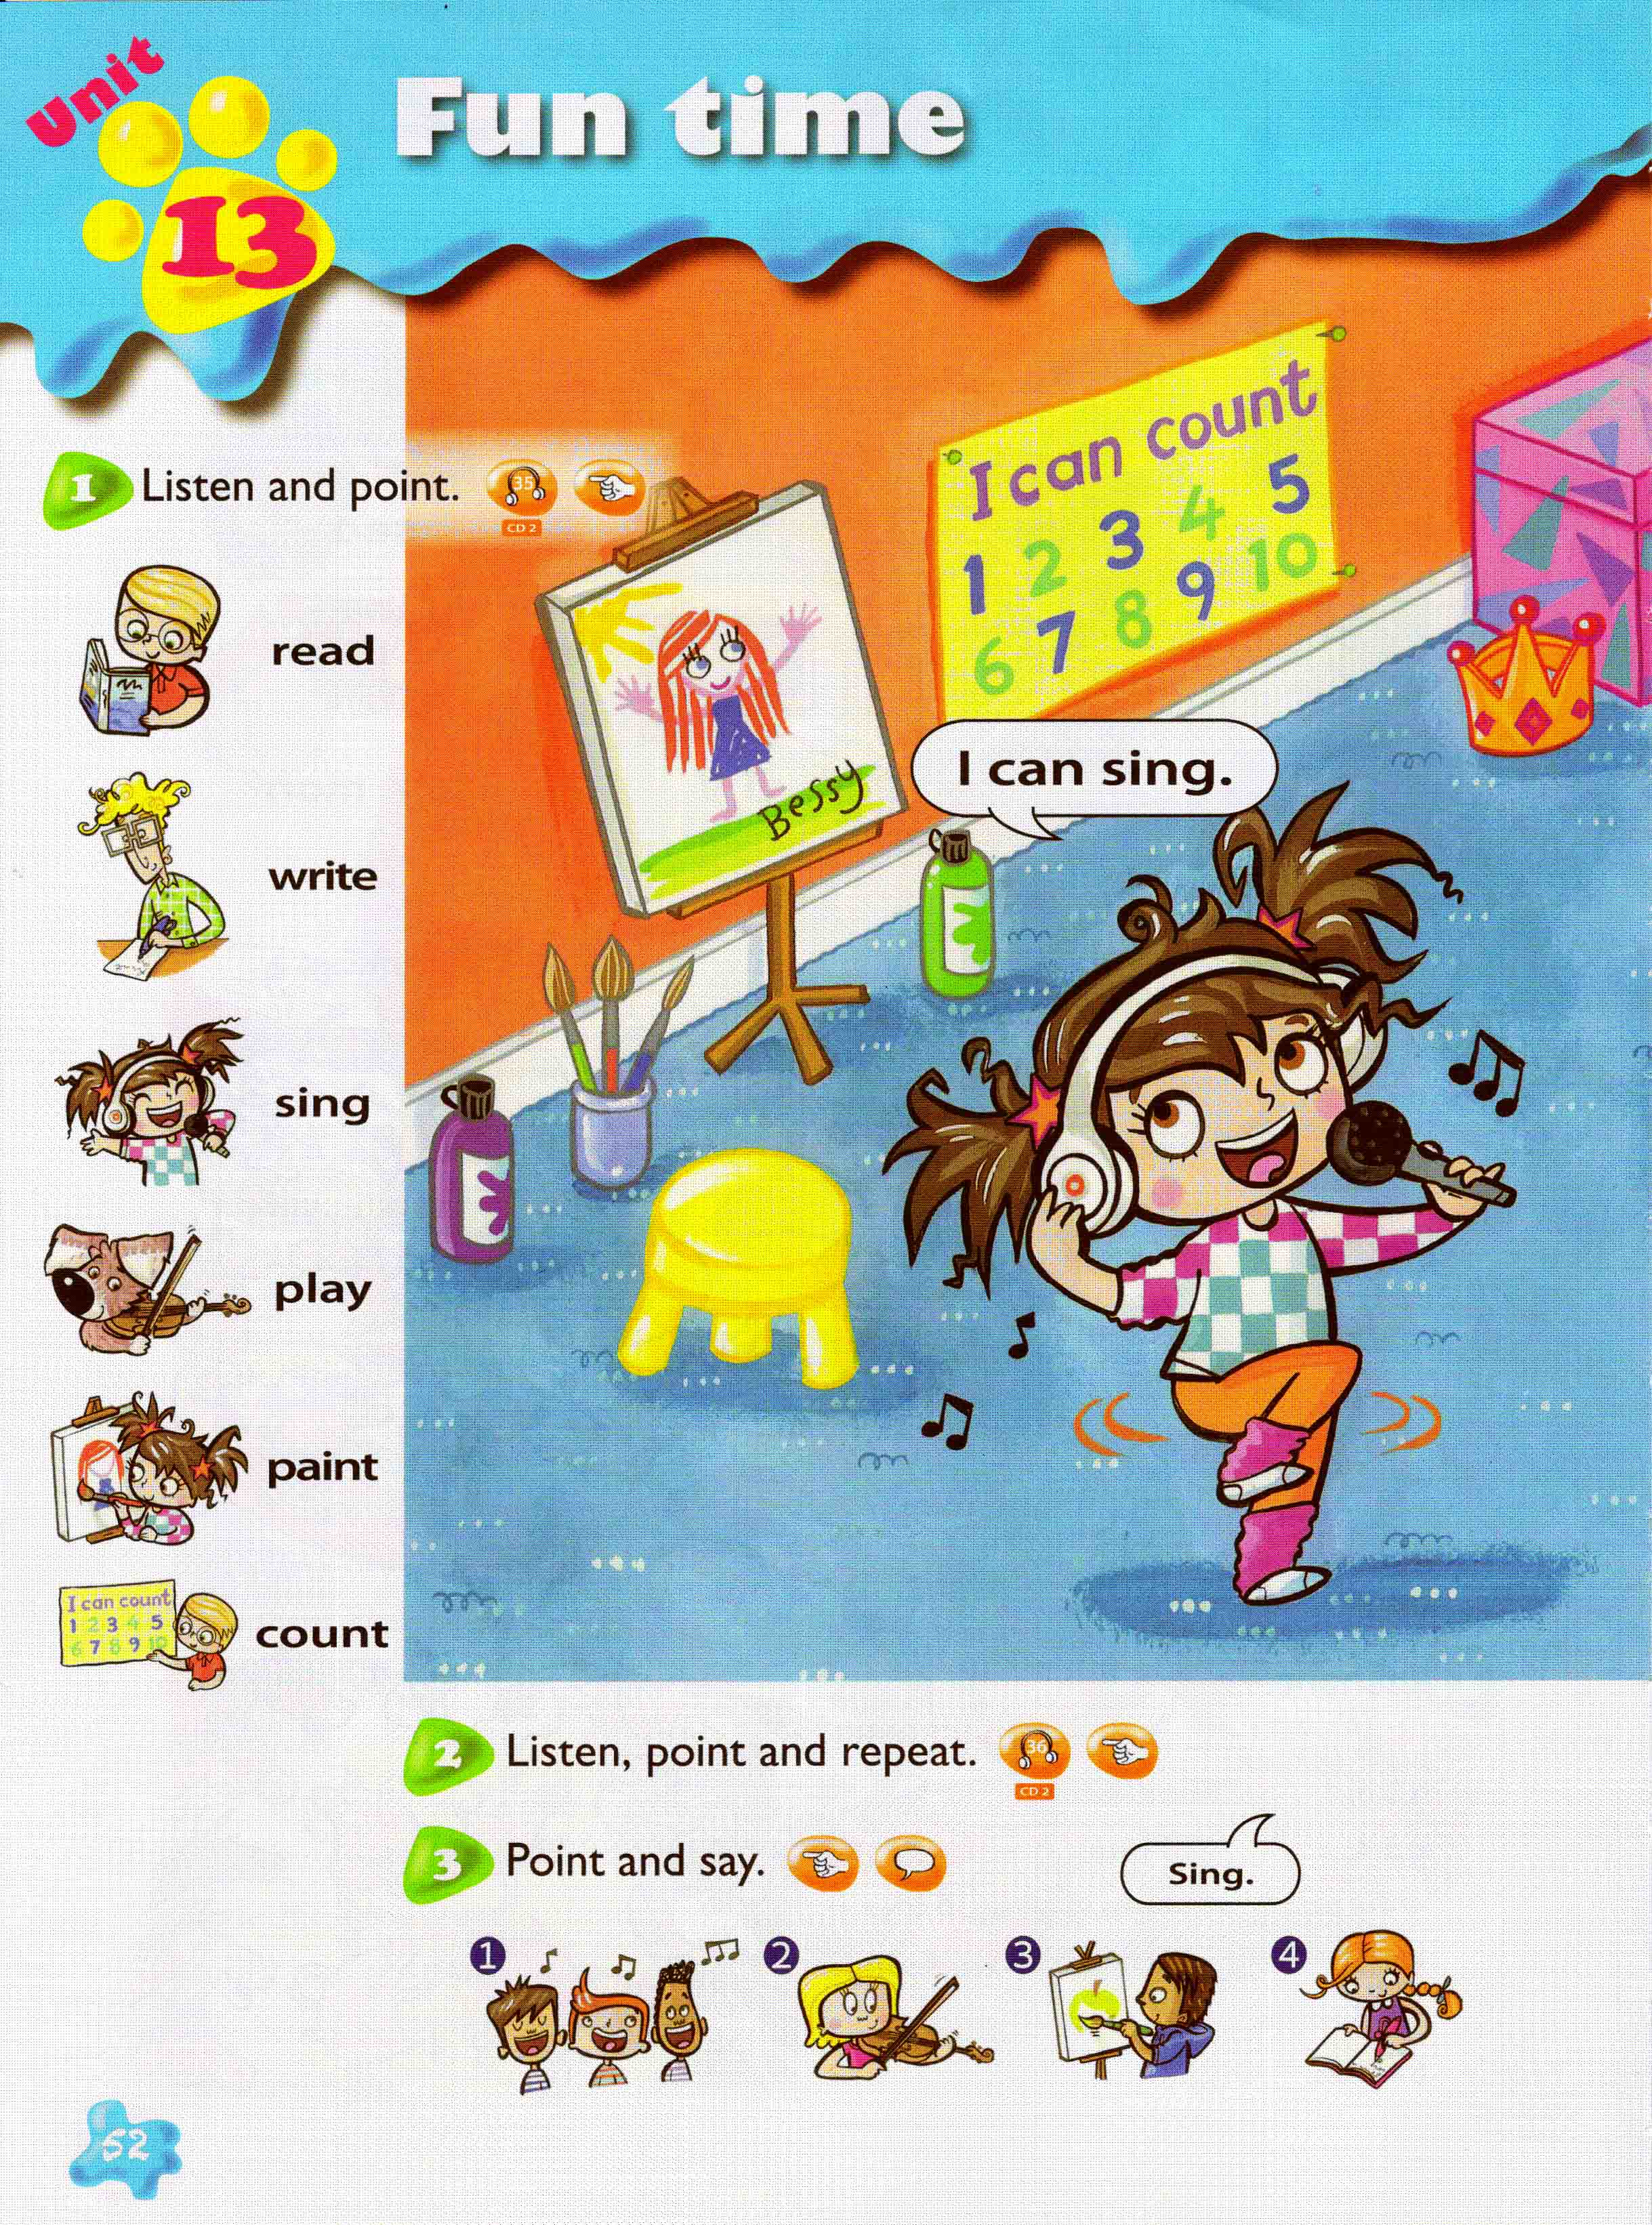 Unit
13
Fun time
1 Listen and point.
35
CD 2
read
write
sing
play
paint
I can count
1 2 3 4 5
6 7 8 9 10
count
I can count
1 2 3 4 5
6 7 8 9 10
Bessy
I can sing.
2 Listen, point and repeat.
36
CD 2
3 Point and say.
Sing.
1
2
3
4
52